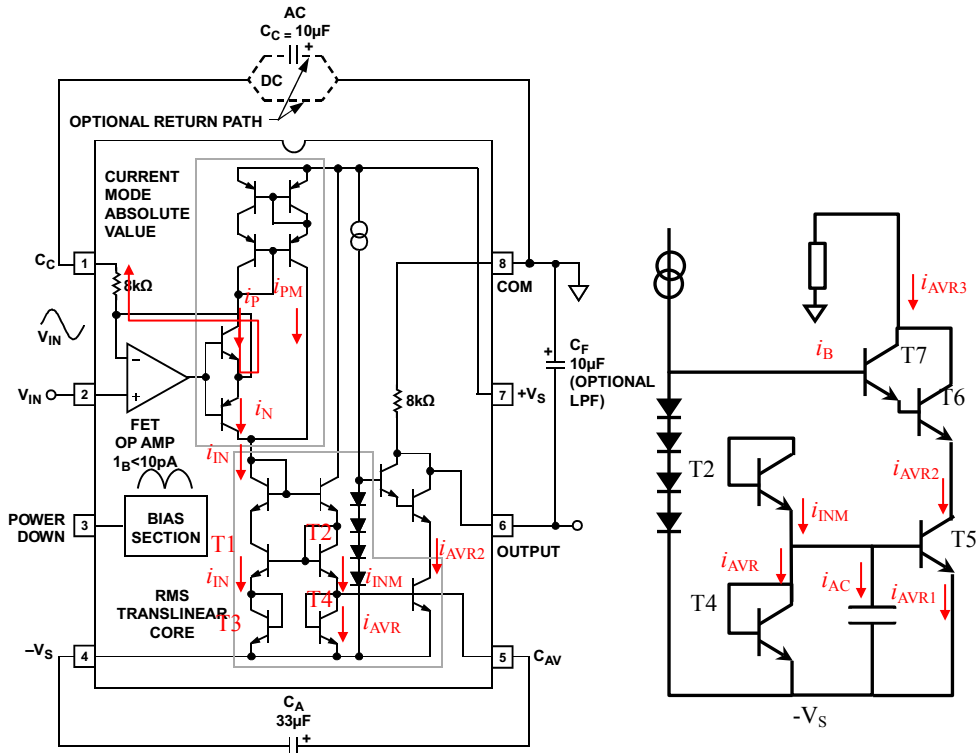 AC
C_C = 10µF
+
DC
OPTIONAL RETURN PATH
CURRENT
MODE
ABSOLUTE
VALUE
C_C
1
8kΩ
i_P
i_PM
8
COM
V_IN
C_F
10µF
(OPTIONAL
LPF)
+
7
+V_S
V_IN
2
−
+
8kΩ
i_N
FET
OP AMP
1_B<10pA
i_IN
POWER
DOWN
3
BIAS
SECTION
6
OUTPUT
T1
T2
i_AVR2
i_IN
i_INM
RMS
TRANSLINEAR
CORE
T3
T4
i_AVR
–V_S
4
5
C_AV
C_A
33µF
+
i_AVR3
i_B
T7
T6
T2
i_INM
i_AVR2
T5
i_AVR
T4
i_AC
i_AVR1
-V_S